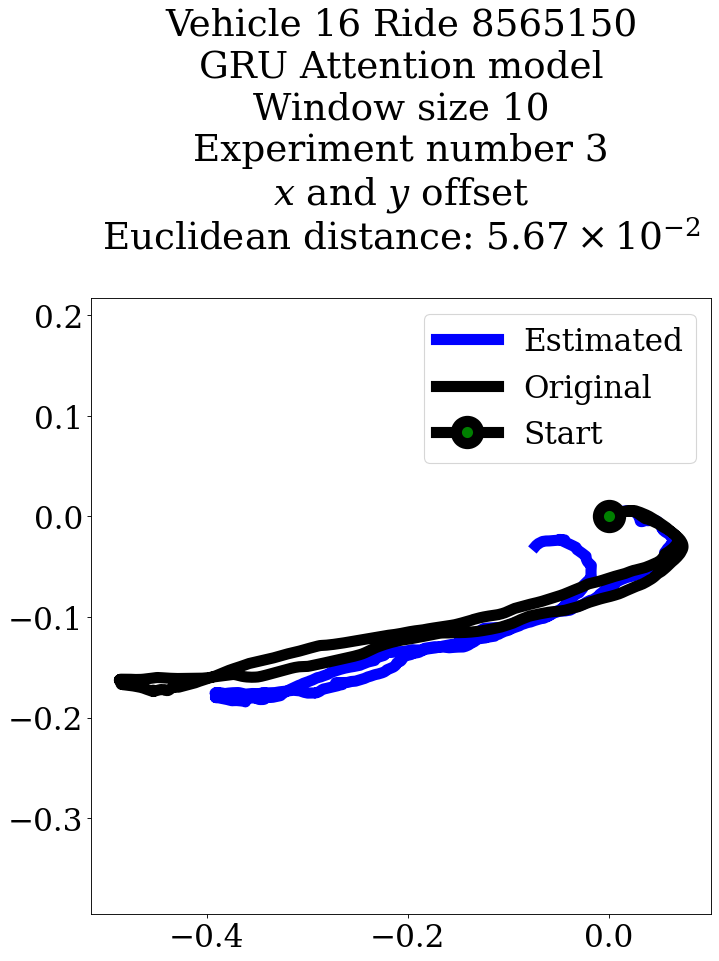 Vehicle 16 Ride 8565150
GRU Attention model
Window size 10
Experiment number 3
x and y offset
Euclidean distance: 5.67 × 10⁻²
Estimated
Original
Start
0.2
0.1
0.0
−0.1
−0.2
−0.3
−0.4
−0.2
0.0